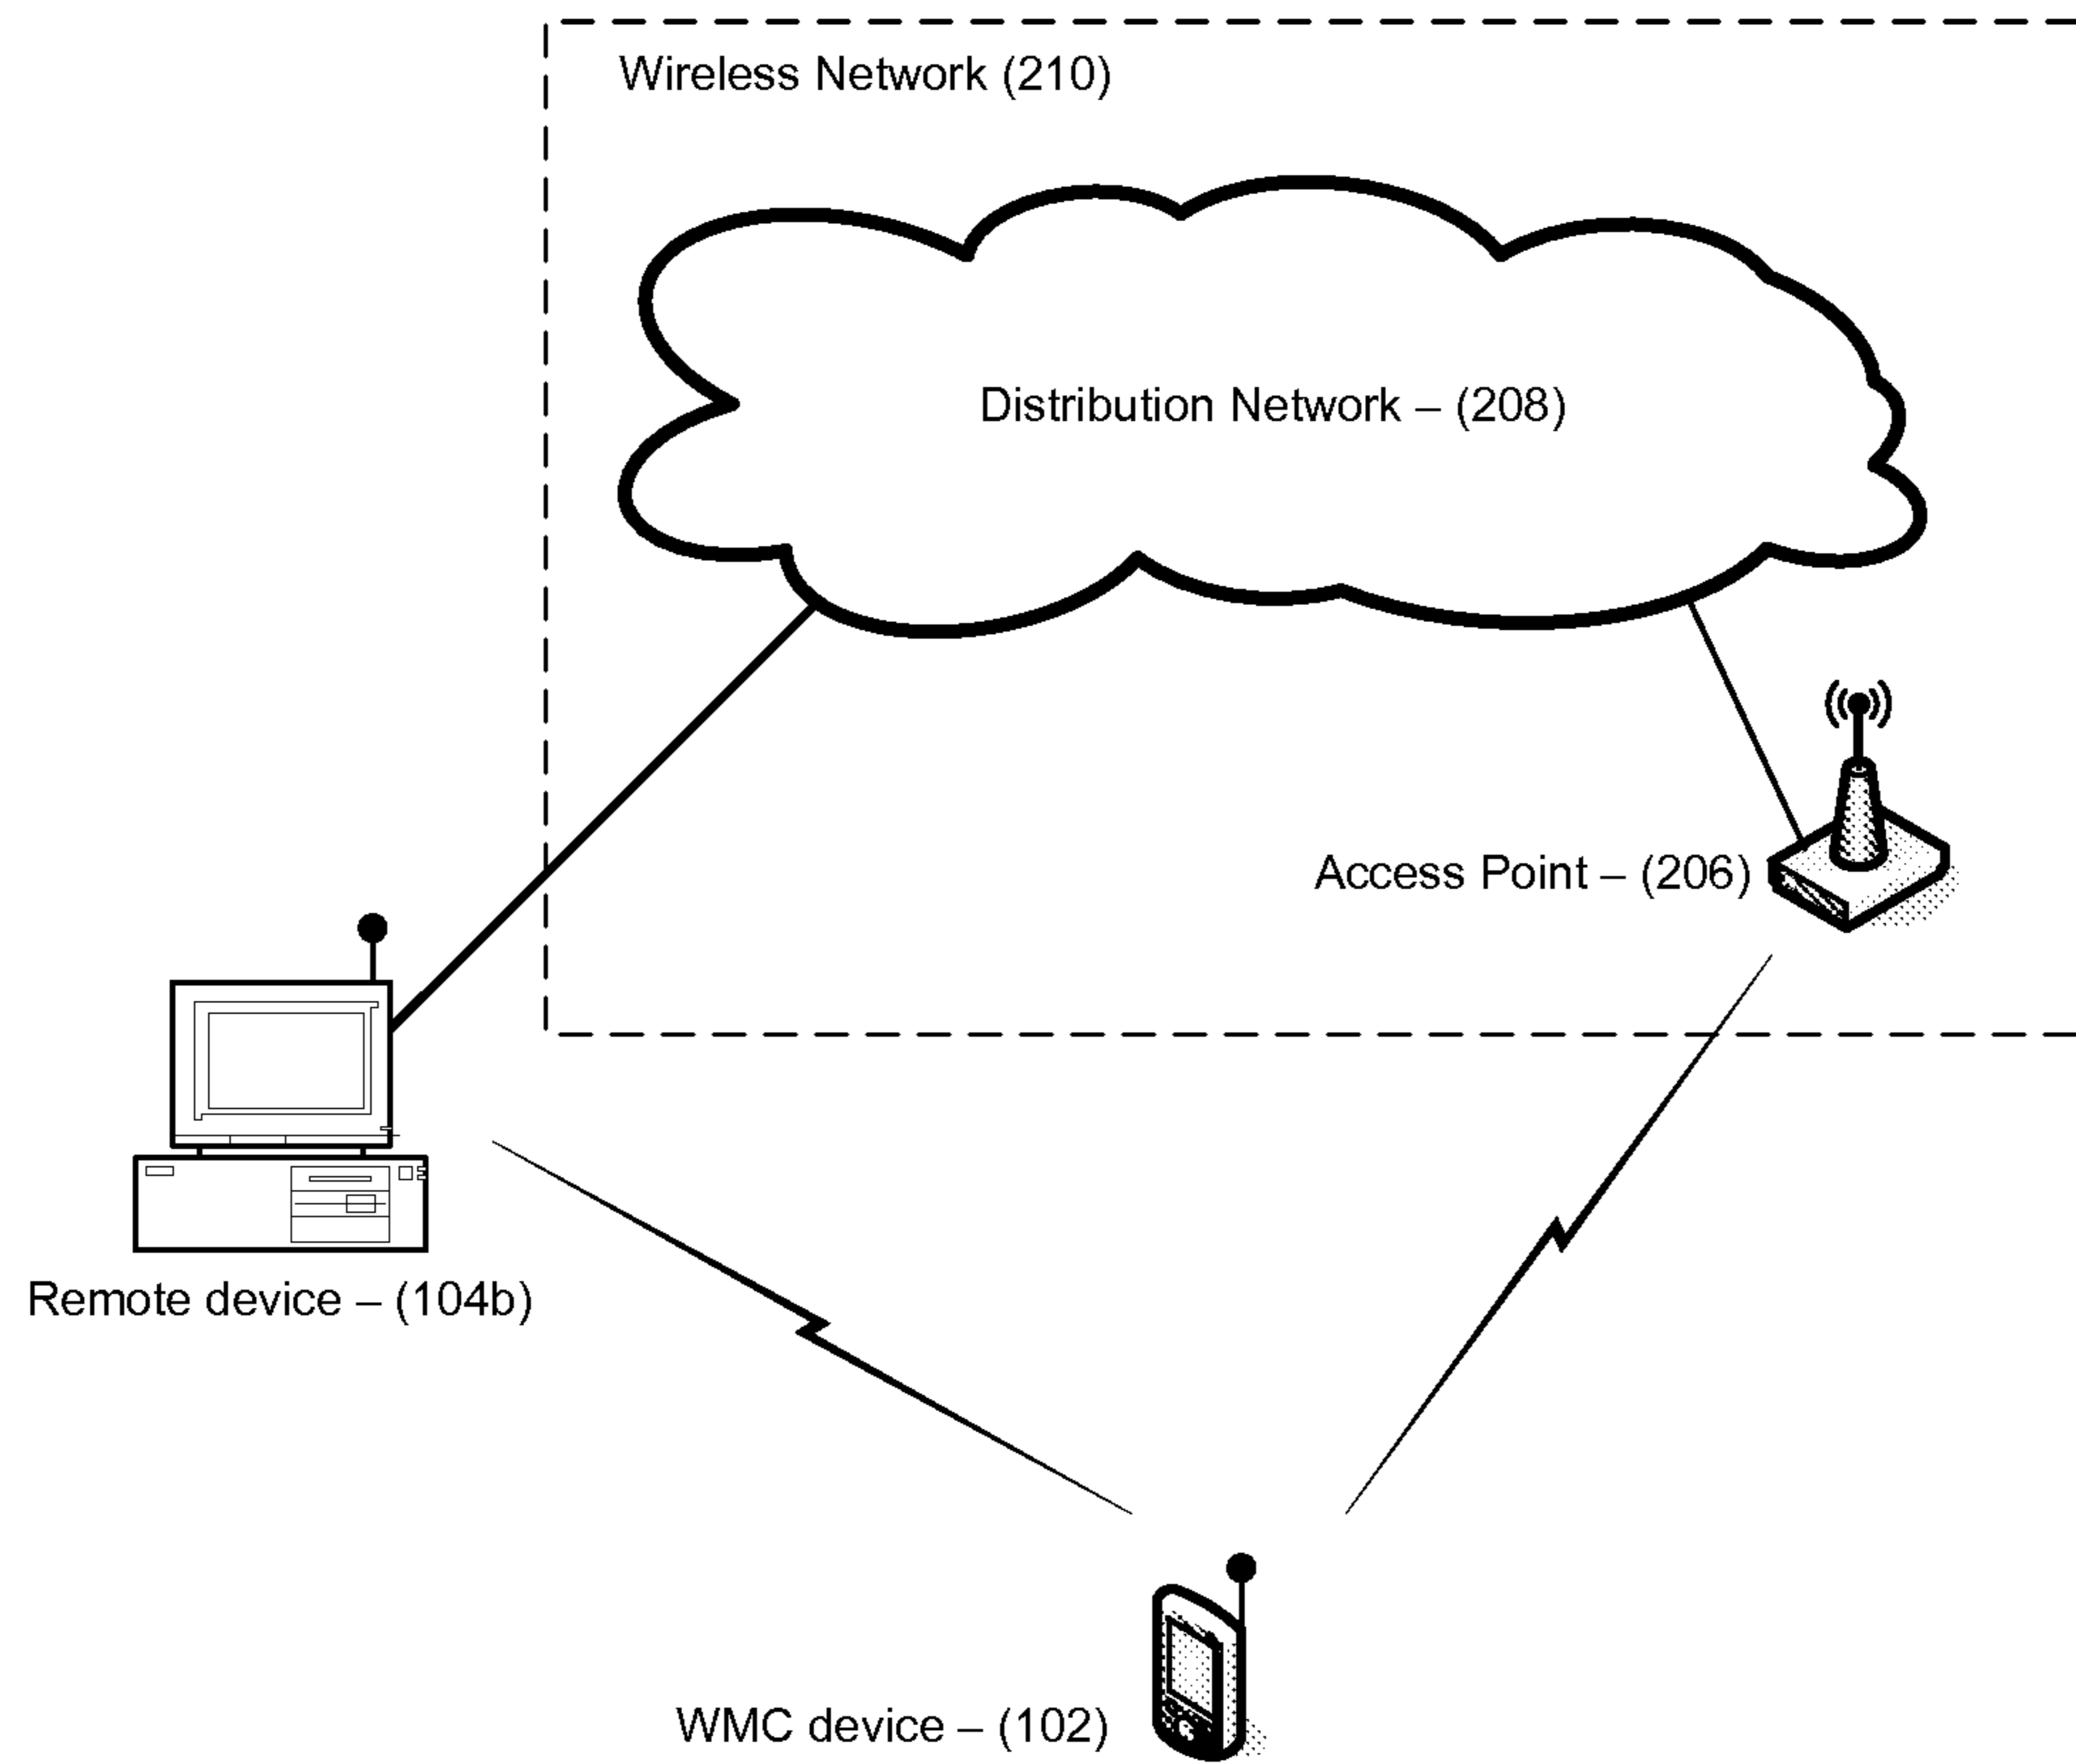 Wireless Network (210)
Distribution Network – (208)
Access Point – (206)
Remote device – (104b)
WMC device – (102)